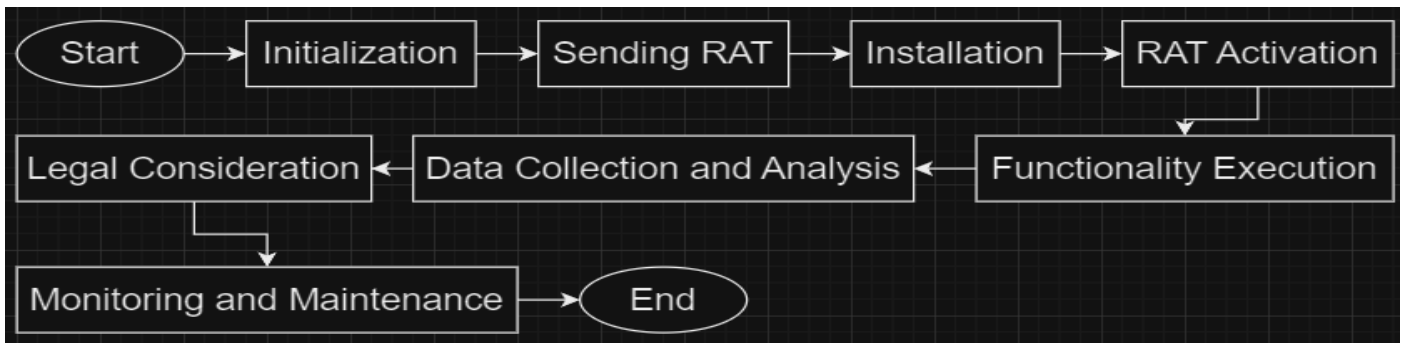 Start
Initialization
Sending RAT
Installation
RAT Activation
Functionality Execution
Data Collection and Analysis
Legal Consideration
Monitoring and Maintenance
End